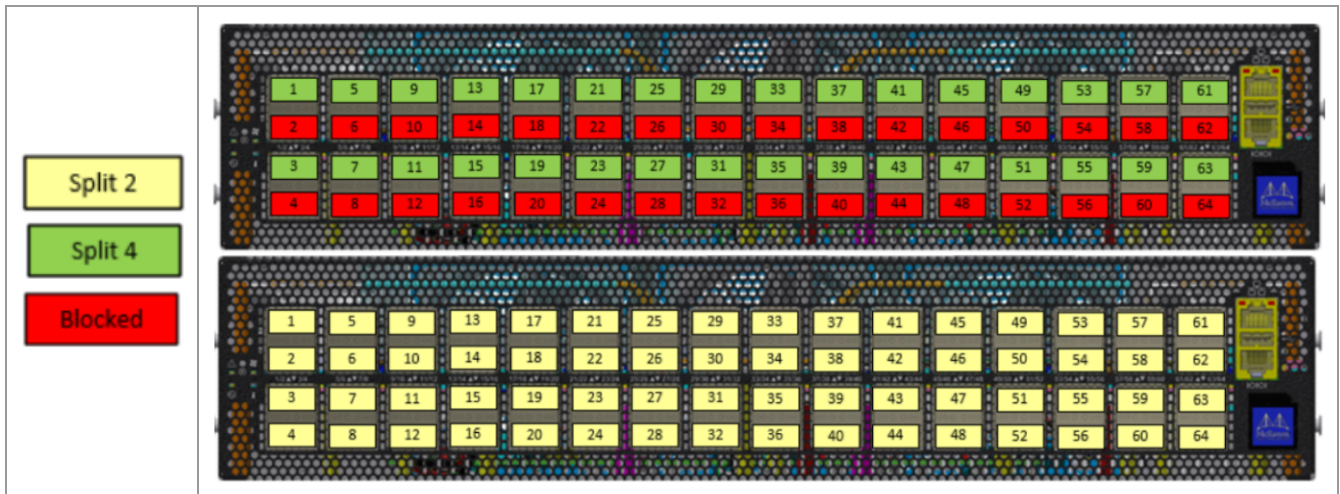 Split 2
Split 4
Blocked
1 5 9 13 17 21 25 29 33 37 41 45 49 53 57 61
2 6 10 14 18 22 26 30 34 38 42 46 50 54 58 62
3 7 11 15 19 23 27 31 35 39 43 47 51 55 59 63
4 8 12 16 20 24 28 32 36 40 44 48 52 56 60 64
Mellanox
1 5 9 13 17 21 25 29 33 37 41 45 49 53 57 61
2 6 10 14 18 22 26 30 34 38 42 46 50 54 58 62
3 7 11 15 19 23 27 31 35 39 43 47 51 55 59 63
4 8 12 16 20 24 28 32 36 40 44 48 52 56 60 64
Mellanox